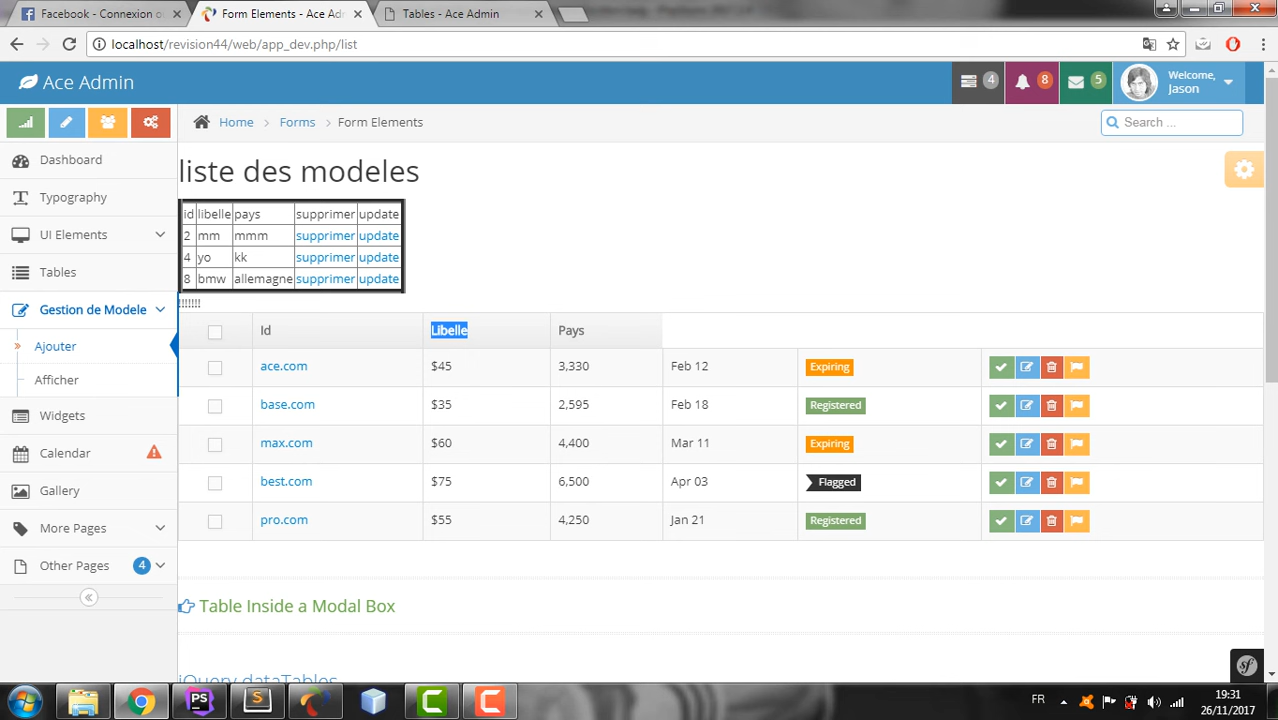 Facebook - Connexion o
Form Elements - Ace Ad
Tables - Ace Admin
localhost/revision44/web/app_dev.php/list
Ace Admin
4
8
5
Welcome,
Jason
Home
Forms
Form Elements
Search ...
Dashboard
Typography
UI Elements
Tables
Gestion de Modele
Ajouter
Afficher
Widgets
Calendar
Gallery
More Pages
Other Pages 4
liste des modeles
id libelle pays supprimer update
2 mm mmm supprimer update
4 yo kk supprimer update
8 bmw allemagne supprimer update
!!!!!!!
Id Libelle Pays
ace.com $45 3,330 Feb 12 Expiring
base.com $35 2,595 Feb 18 Registered
max.com $60 4,400 Mar 11 Expiring
best.com $75 6,500 Apr 03 Flagged
pro.com $55 4,250 Jan 21 Registered
Table Inside a Modal Box
jQuery dataTables
sf
PS
S
C
C
FR
19:31
26/11/2017